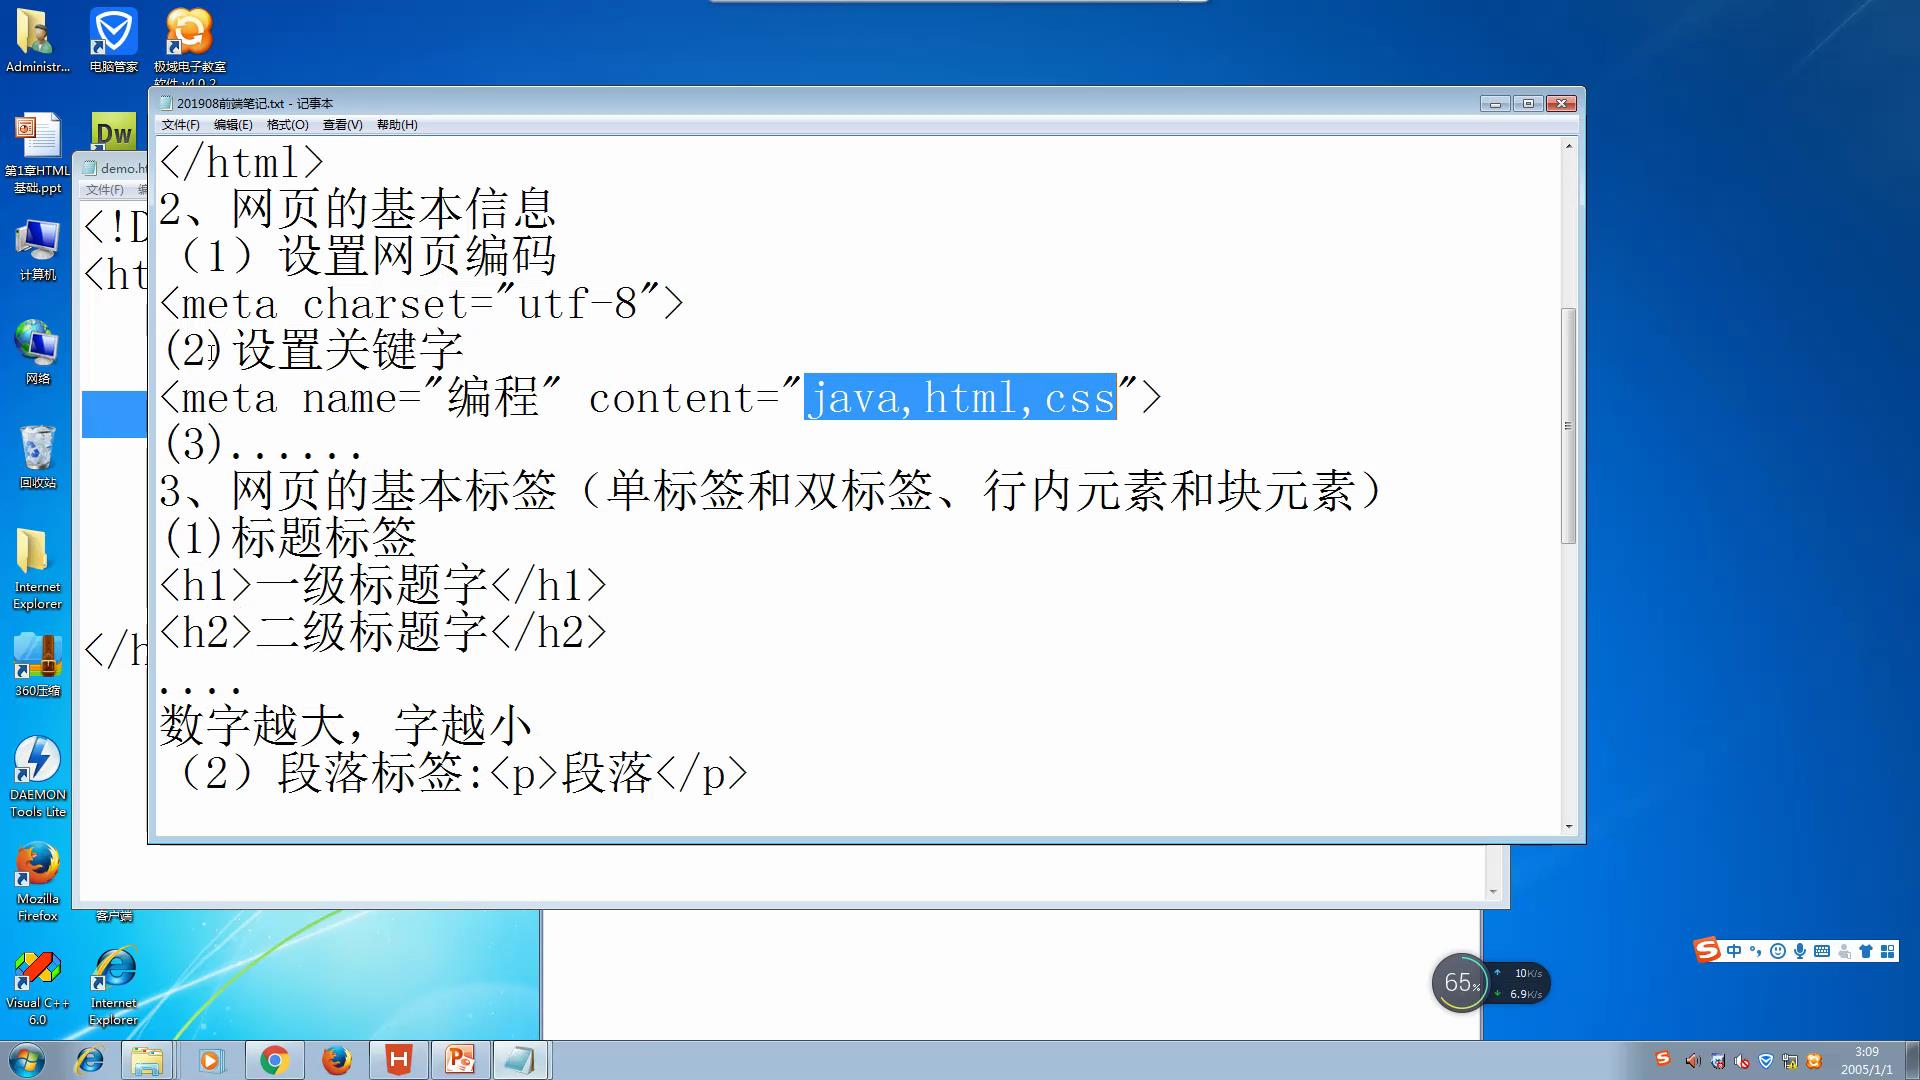 Administr...
电脑管家
极域电子教室
软件 v4.0.2
第1章HTML
基础.ppt
Dw
计算机
网络
回收站
Internet
Explorer
360压缩
DAEMON
Tools Lite
Mozilla
Firefox
客户端
Visual C++
6.0
Internet
Explorer
demo.ht
文件(F)
<!D
<ht
</h
201908前端笔记.txt - 记事本
文件(F) 编辑(E) 格式(O) 查看(V) 帮助(H)
</html>
2、网页的基本信息
（1）设置网页编码
<meta charset="utf-8">
(2)设置关键字
<meta name="编程" content="java,html,css">
(3)......
3、网页的基本标签（单标签和双标签、行内元素和块元素）
(1)标题标签
<h1>一级标题字</h1>
<h2>二级标题字</h2>
....
数字越大，字越小
（2）段落标签:<p>段落</p>
中
65%
10K/s
6.9K/s
3:09
2005/1/1